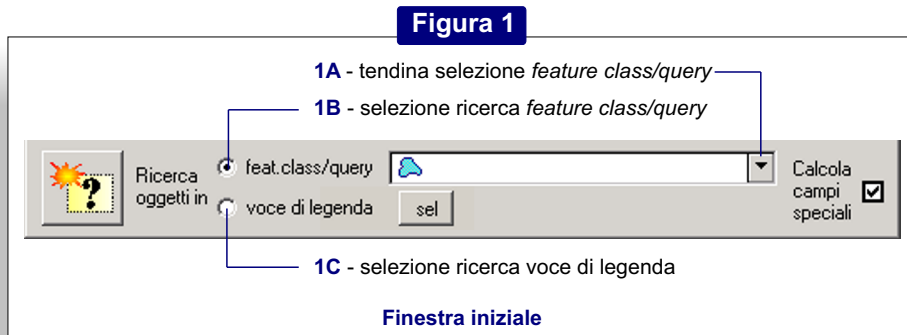 Figura 1
1A - tendina selezione feature class/query
1B - selezione ricerca feature class/query
Ricerca oggetti in
feat.class/query
voce di legenda
sel
Calcola campi speciali
1C - selezione ricerca voce di legenda
Finestra iniziale